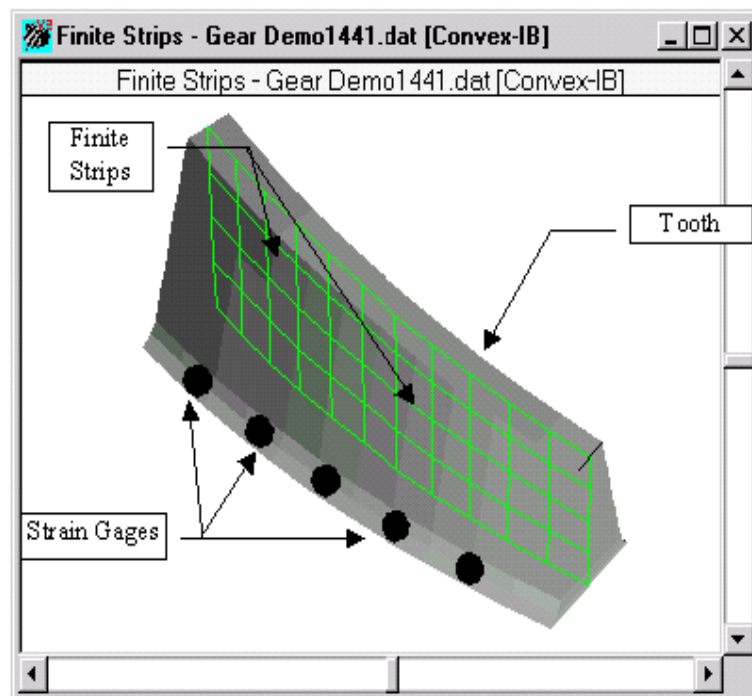 Finite Strips - Gear Demo1441.dat [Convex-IB]
Finite Strips - Gear Demo1441.dat [Convex-IB]
Finite
Strips
Tooth
Strain Gages